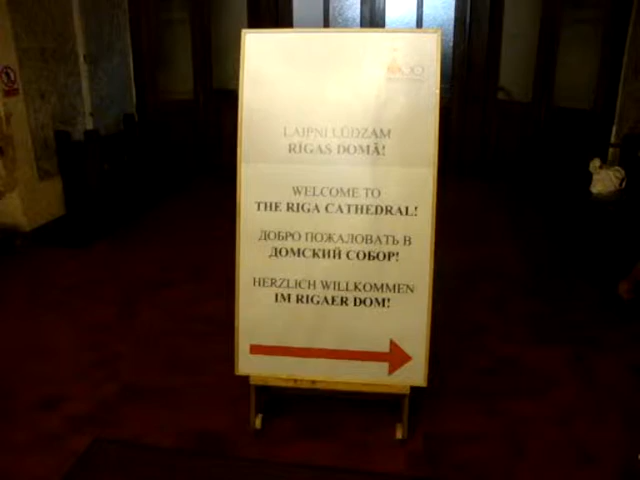 LAIPNI LŪDZAM
RĪGAS DOMĀ!
WELCOME TO
THE RIGA CATHEDRAL!
ДОБРО ПОЖАЛОВАТЬ В
ДОМСКИЙ СОБОР!
HERZLICH WILLKOMMEN
IM RIGAER DOM!